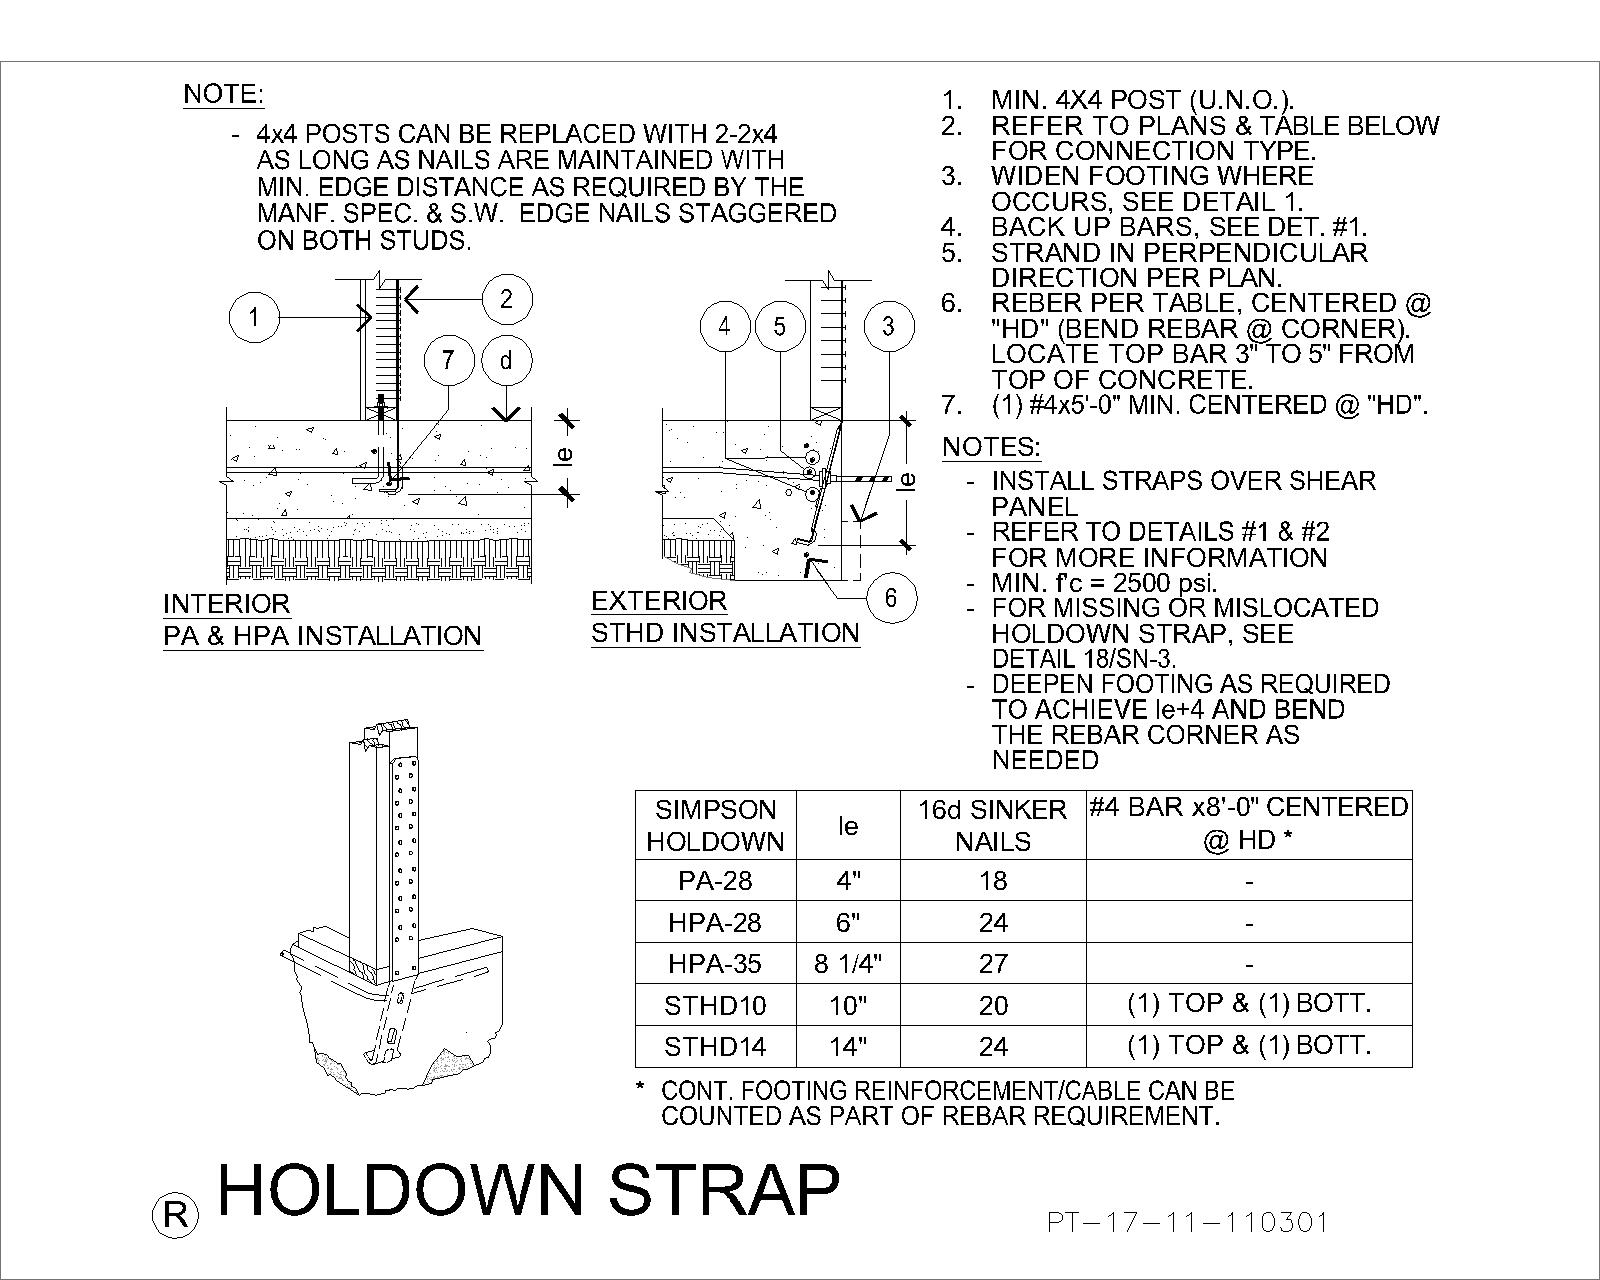 NOTE:
- 4x4 POSTS CAN BE REPLACED WITH 2-2x4
AS LONG AS NAILS ARE MAINTAINED WITH
MIN. EDGE DISTANCE AS REQUIRED BY THE
MANF. SPEC. & S.W. EDGE NAILS STAGGERED
ON BOTH STUDS.
1
2
7
d
le
INTERIOR
PA & HPA INSTALLATION
4
5
3
le
6
EXTERIOR
STHD INSTALLATION
1. MIN. 4X4 POST (U.N.O.).
2. REFER TO PLANS & TABLE BELOW
FOR CONNECTION TYPE.
3. WIDEN FOOTING WHERE
OCCURS, SEE DETAIL 1.
4. BACK UP BARS, SEE DET. #1.
5. STRAND IN PERPENDICULAR
DIRECTION PER PLAN.
6. REBER PER TABLE, CENTERED @
"HD" (BEND REBAR @ CORNER).
LOCATE TOP BAR 3" TO 5" FROM
TOP OF CONCRETE.
7. (1) #4x5'-0" MIN. CENTERED @ "HD".
NOTES:
- INSTALL STRAPS OVER SHEAR
PANEL
- REFER TO DETAILS #1 & #2
FOR MORE INFORMATION
- MIN. f'c = 2500 psi.
- FOR MISSING OR MISLOCATED
HOLDOWN STRAP, SEE
DETAIL 18/SN-3.
- DEEPEN FOOTING AS REQUIRED
TO ACHIEVE le+4 AND BEND
THE REBAR CORNER AS
NEEDED
SIMPSON HOLDOWN le 16d SINKER NAILS #4 BAR x8'-0" CENTERED @ HD *
PA-28 4" 18 -
HPA-28 6" 24 -
HPA-35 8 1/4" 27 -
STHD10 10" 20 (1) TOP & (1) BOTT.
STHD14 14" 24 (1) TOP & (1) BOTT.
* CONT. FOOTING REINFORCEMENT/CABLE CAN BE
COUNTED AS PART OF REBAR REQUIREMENT.
R HOLDOWN STRAP
PT-17-11-110301